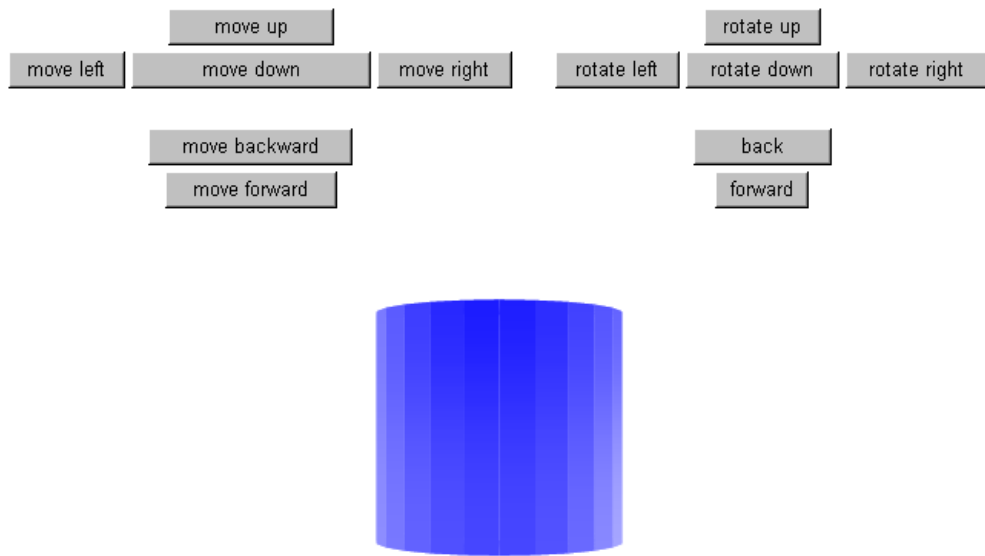 move up
move left move down move right
move backward
move forward
rotate up
rotate left rotate down rotate right
back
forward